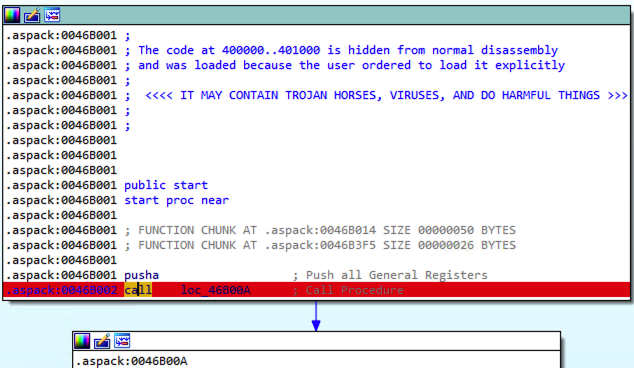 .aspack:0046B001 ;
.aspack:0046B001 ; The code at 400000..401000 is hidden from normal disassembly
.aspack:0046B001 ; and was loaded because the user ordered to load it explicitly
.aspack:0046B001 ;
.aspack:0046B001 ;  <<<< IT MAY CONTAIN TROJAN HORSES, VIRUSES, AND DO HARMFUL THINGS >>>
.aspack:0046B001 ;
.aspack:0046B001 ;
.aspack:0046B001
.aspack:0046B001
.aspack:0046B001
.aspack:0046B001 public start
.aspack:0046B001 start proc near
.aspack:0046B001
.aspack:0046B001 ; FUNCTION CHUNK AT .aspack:0046B014 SIZE 00000050 BYTES
.aspack:0046B001 ; FUNCTION CHUNK AT .aspack:0046B3F5 SIZE 00000026 BYTES
.aspack:0046B001
.aspack:0046B001 pusha ; Push all General Registers
.aspack:0046B002 call loc_46B00A ; Call Procedure
.aspack:0046B00A